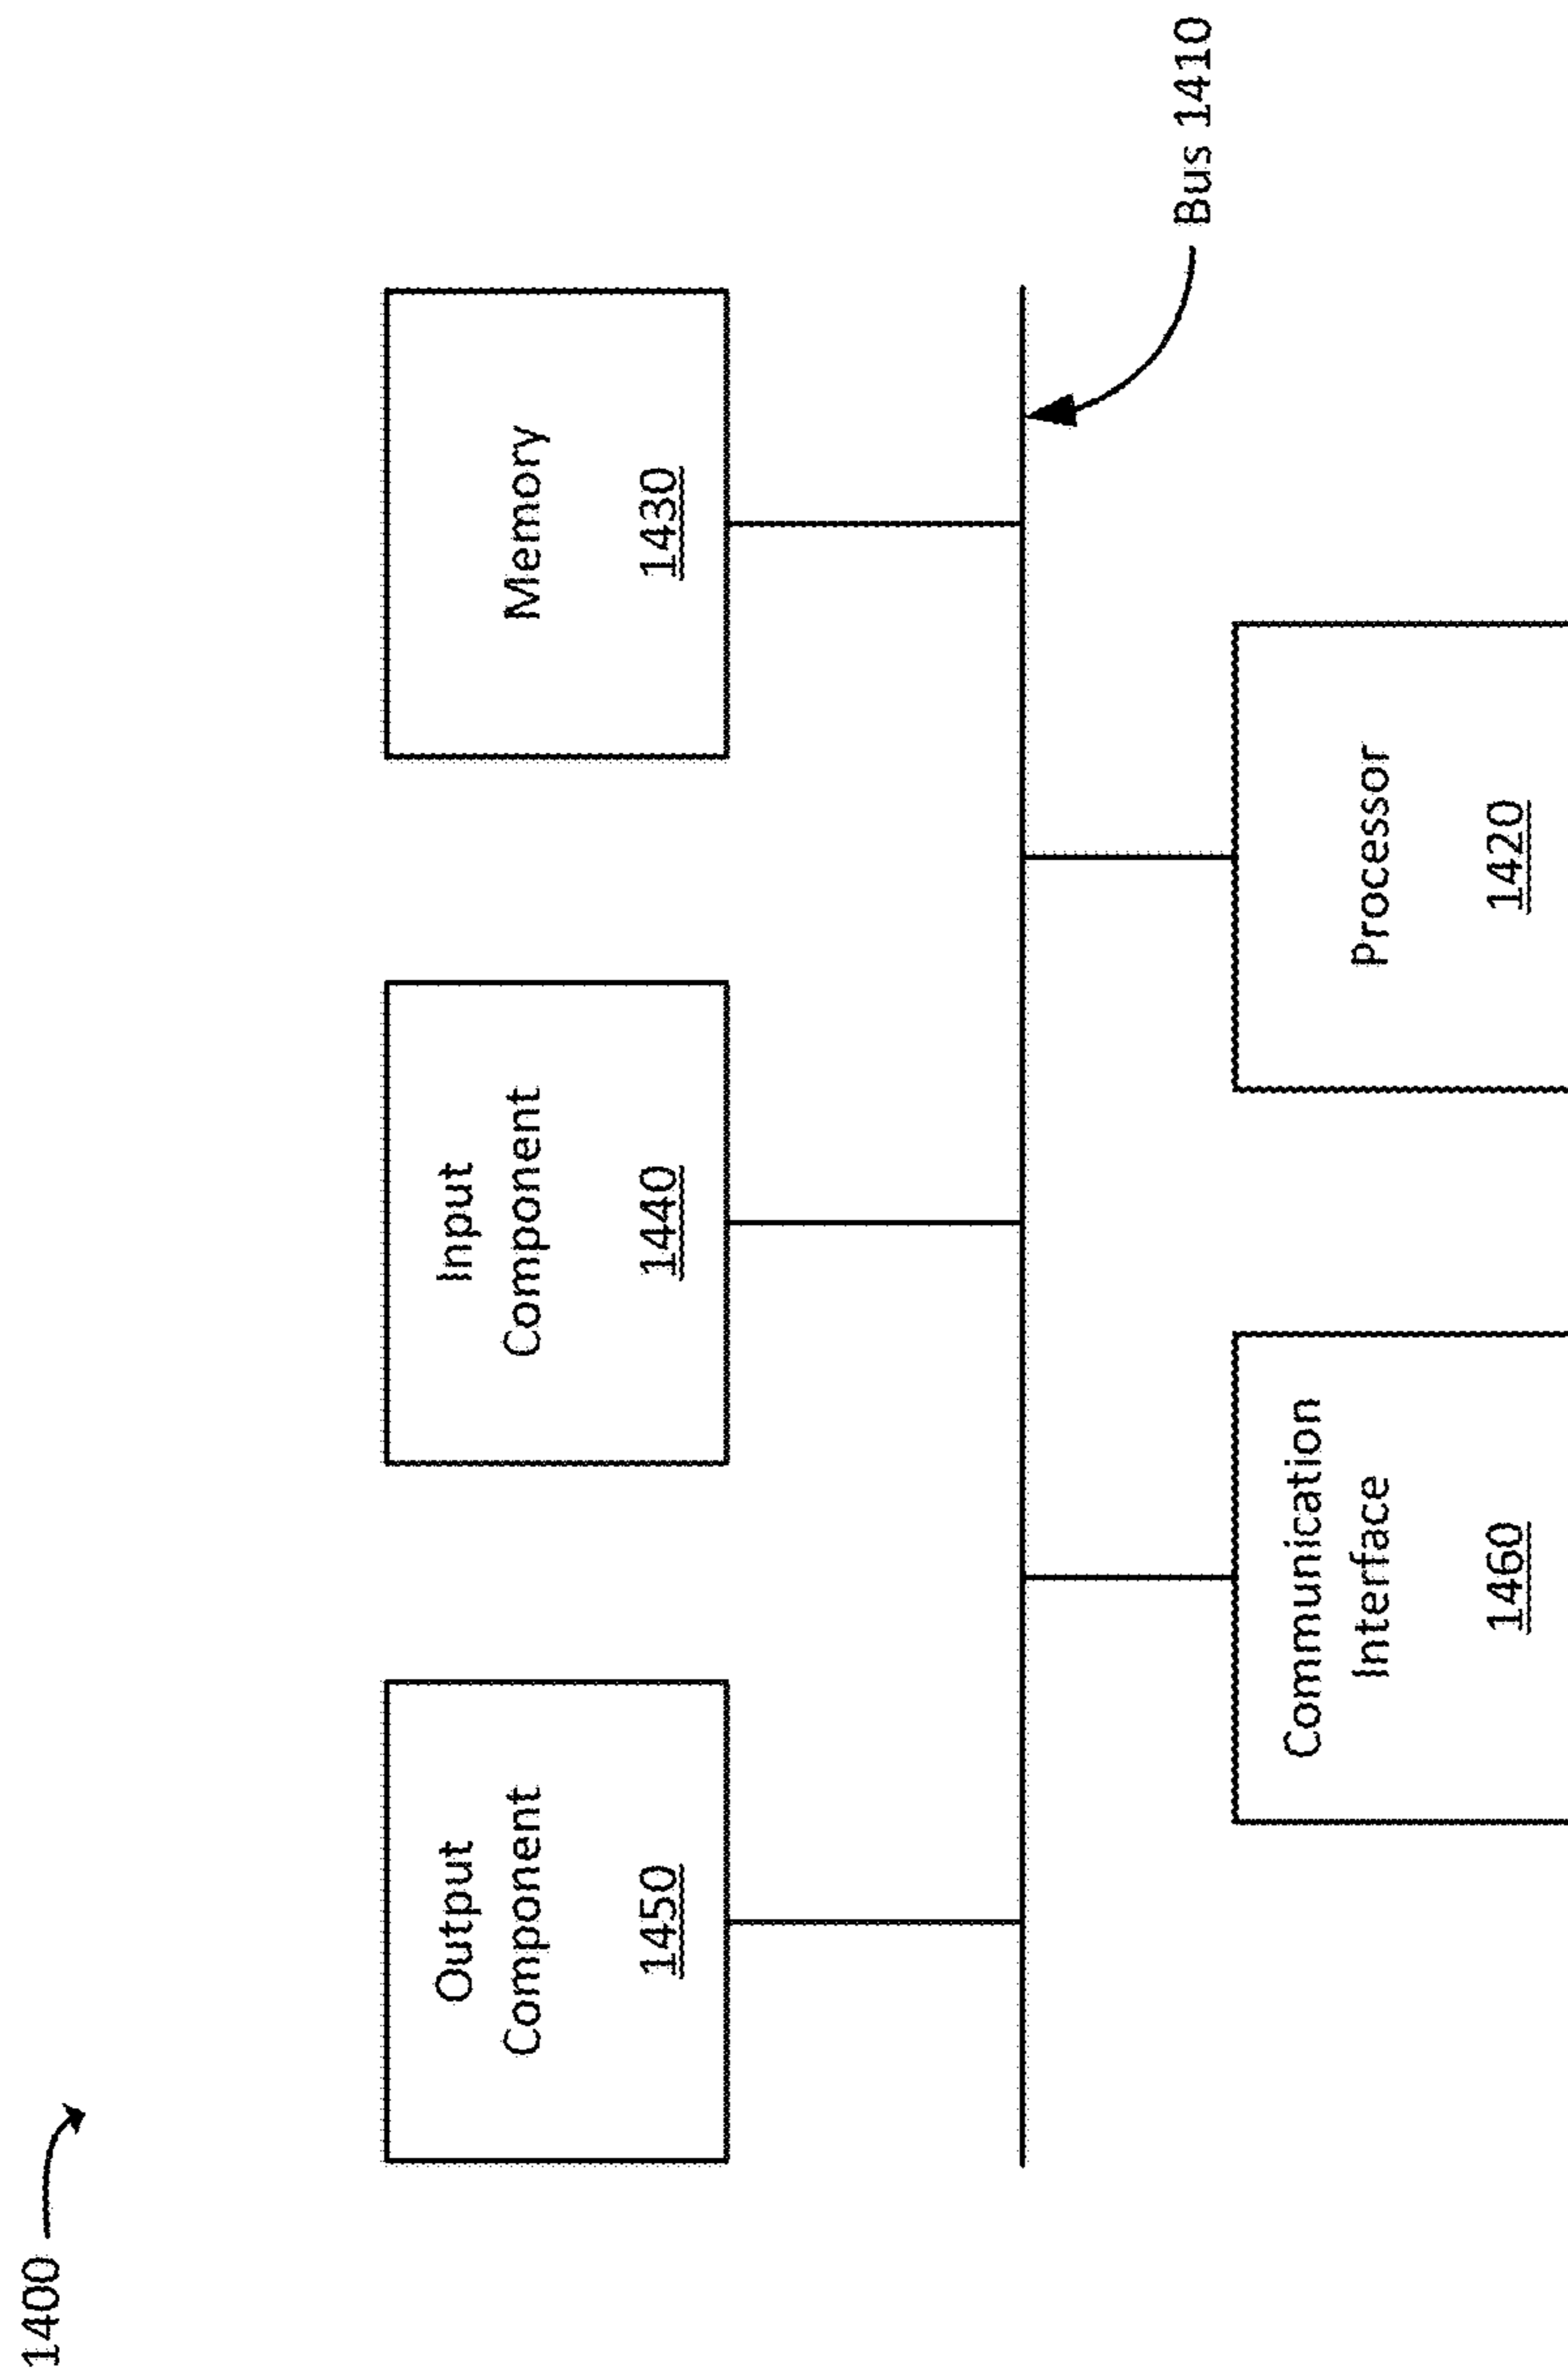 1400
Output
Component
1450
Input
Component
1440
Memory
1430
Bus 1410
Communication
Interface
1460
Processor
1420